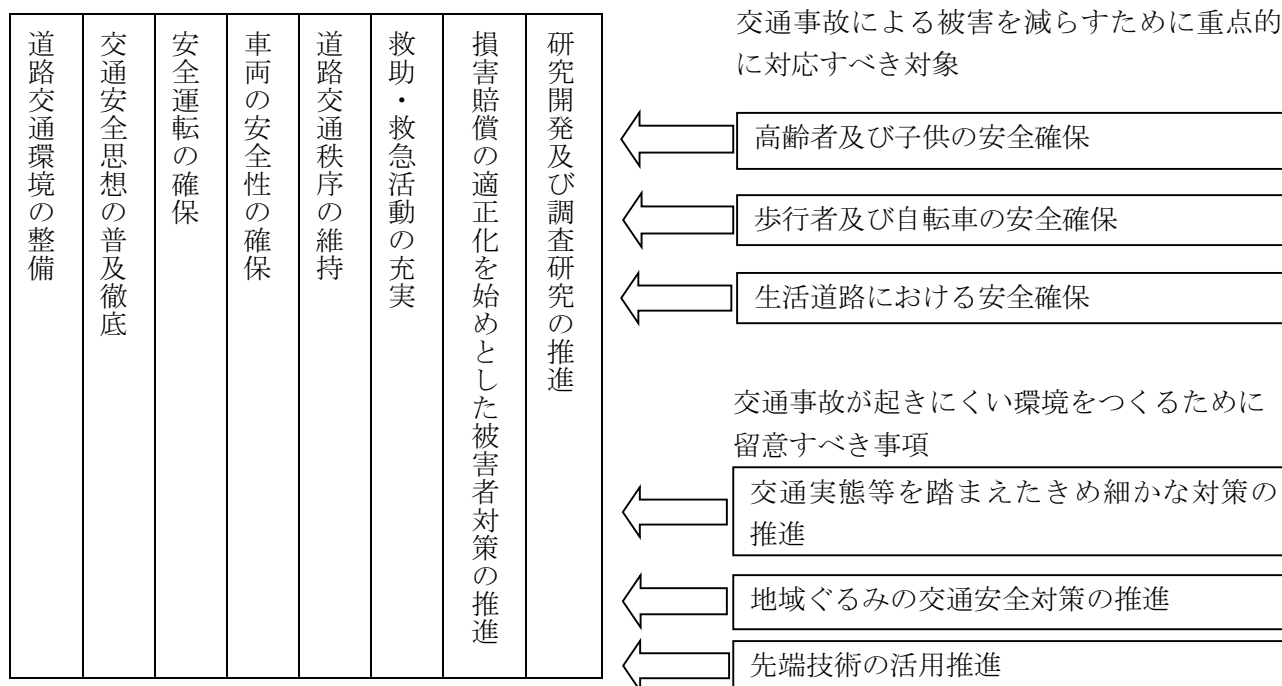 道路交通環境の整備
交通安全思想の普及徹底
安全運転の確保
車両の安全性の確保
道路交通秩序の維持
救助・救急活動の充実
損害賠償の適正化を始めとした被害者対策の推進
研究開発及び調査研究の推進
交通事故による被害を減らすために重点的
に対応すべき対象
高齢者及び子供の安全確保
歩行者及び自転車の安全確保
生活道路における安全確保
交通事故が起きにくい環境をつくるために
留意すべき事項
交通実態等を踏まえたきめ細かな対策の
推進
地域ぐるみの交通安全対策の推進
先端技術の活用推進